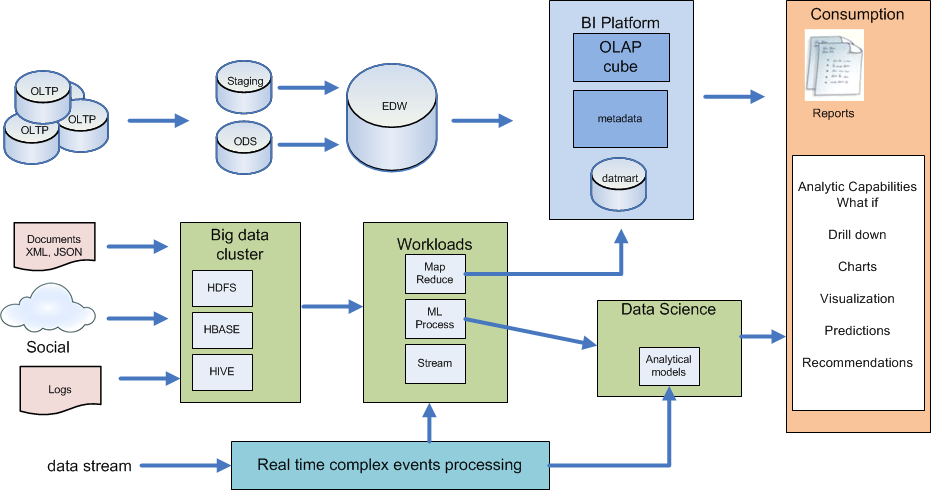 BI Platform
OLAP
cube
metadata
datmart
Consumption
Reports
Analytic Capabilities
What if
Drill down
Charts
Visualization
Predictions
Recommendations
OLTP
OLTP
OLTP
Staging
ODS
EDW
Documents
XML, JSON
Social
Logs
Big data
cluster
HDFS
HBASE
HIVE
Workloads
Map
Reduce
ML
Process
Stream
Data Science
Analytical
models
data stream
Real time complex events processing